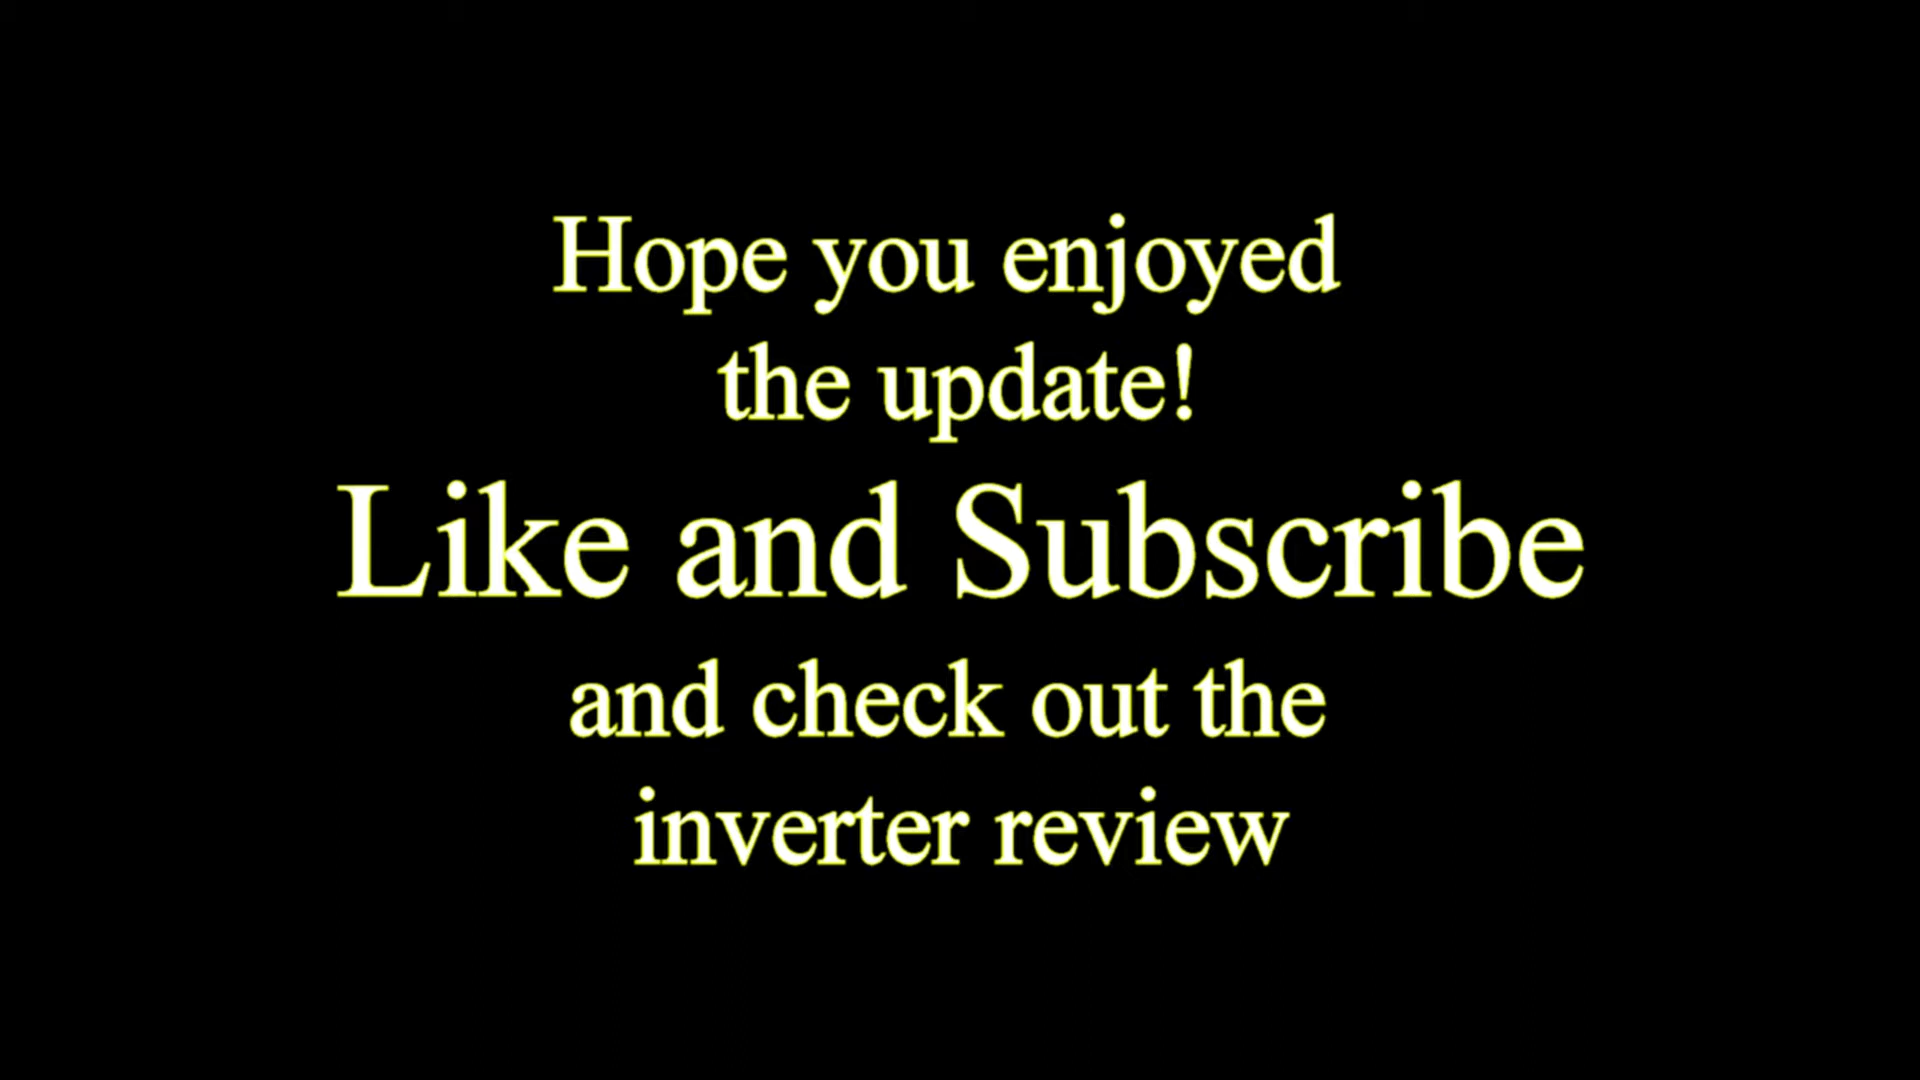 Hope you enjoyed
the update!
Like and Subscribe
and check out the
inverter review